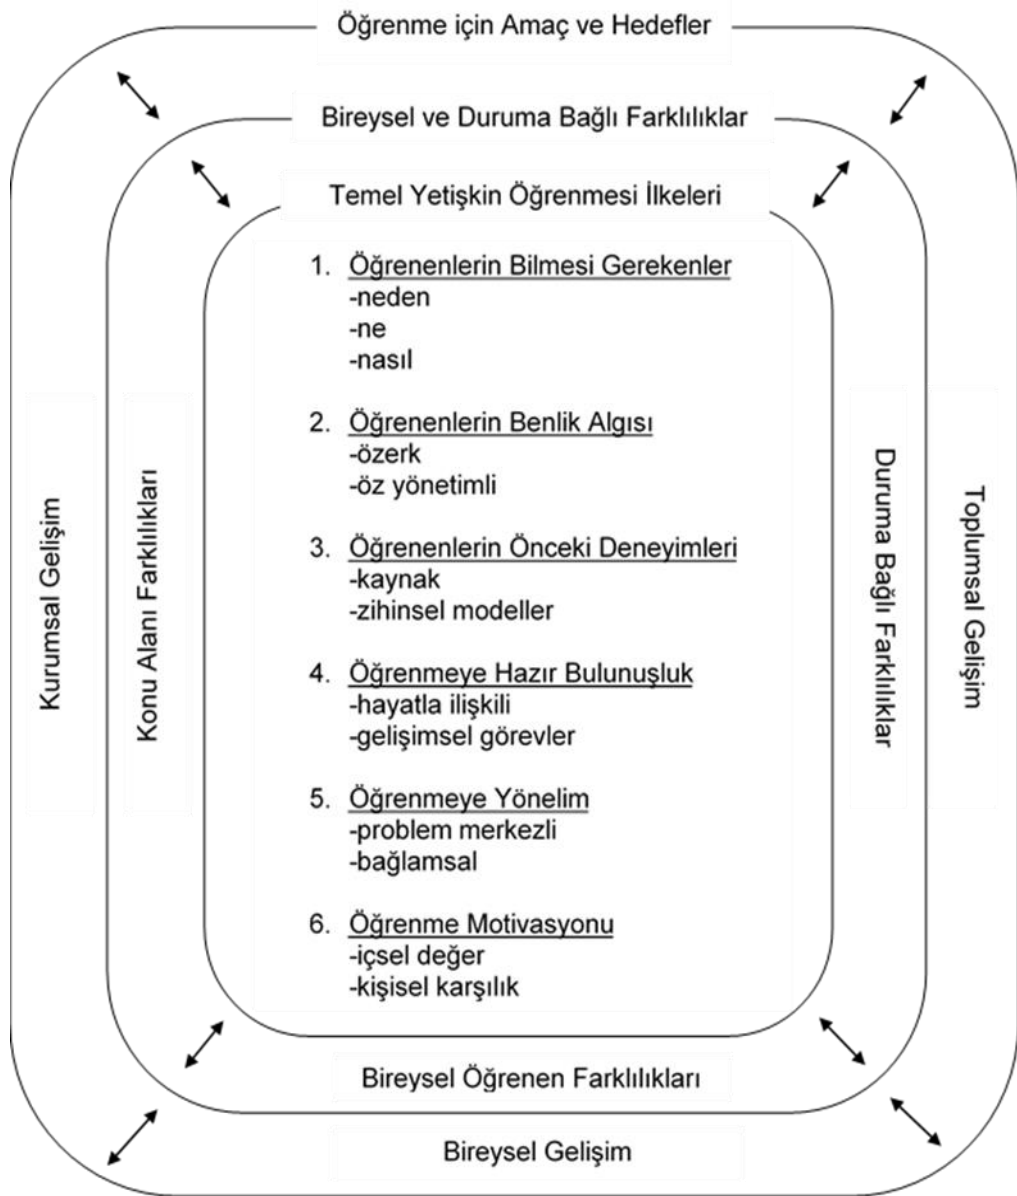 Öğrenme için Amaç ve Hedefler
Bireysel ve Duruma Bağlı Farklılıklar
Temel Yetişkin Öğrenmesi İlkeleri
1. Öğrenenlerin Bilmesi Gerekenler
-neden
-ne
-nasıl
2. Öğrenenlerin Benlik Algısı
-özerk
-öz yönetimli
3. Öğrenenlerin Önceki Deneyimleri
-kaynak
-zihinsel modeller
4. Öğrenmeye Hazır Bulunuşluk
-hayatla ilişkili
-gelişimsel görevler
5. Öğrenmeye Yönelim
-problem merkezli
-bağlamsal
6. Öğrenme Motivasyonu
-içsel değer
-kişisel karşılık
Kurumsal Gelişim
Konu Alanı Farklılıkları
Duruma Bağlı Farklılıklar
Toplumsal Gelişim
Bireysel Öğrenen Farklılıkları
Bireysel Gelişim